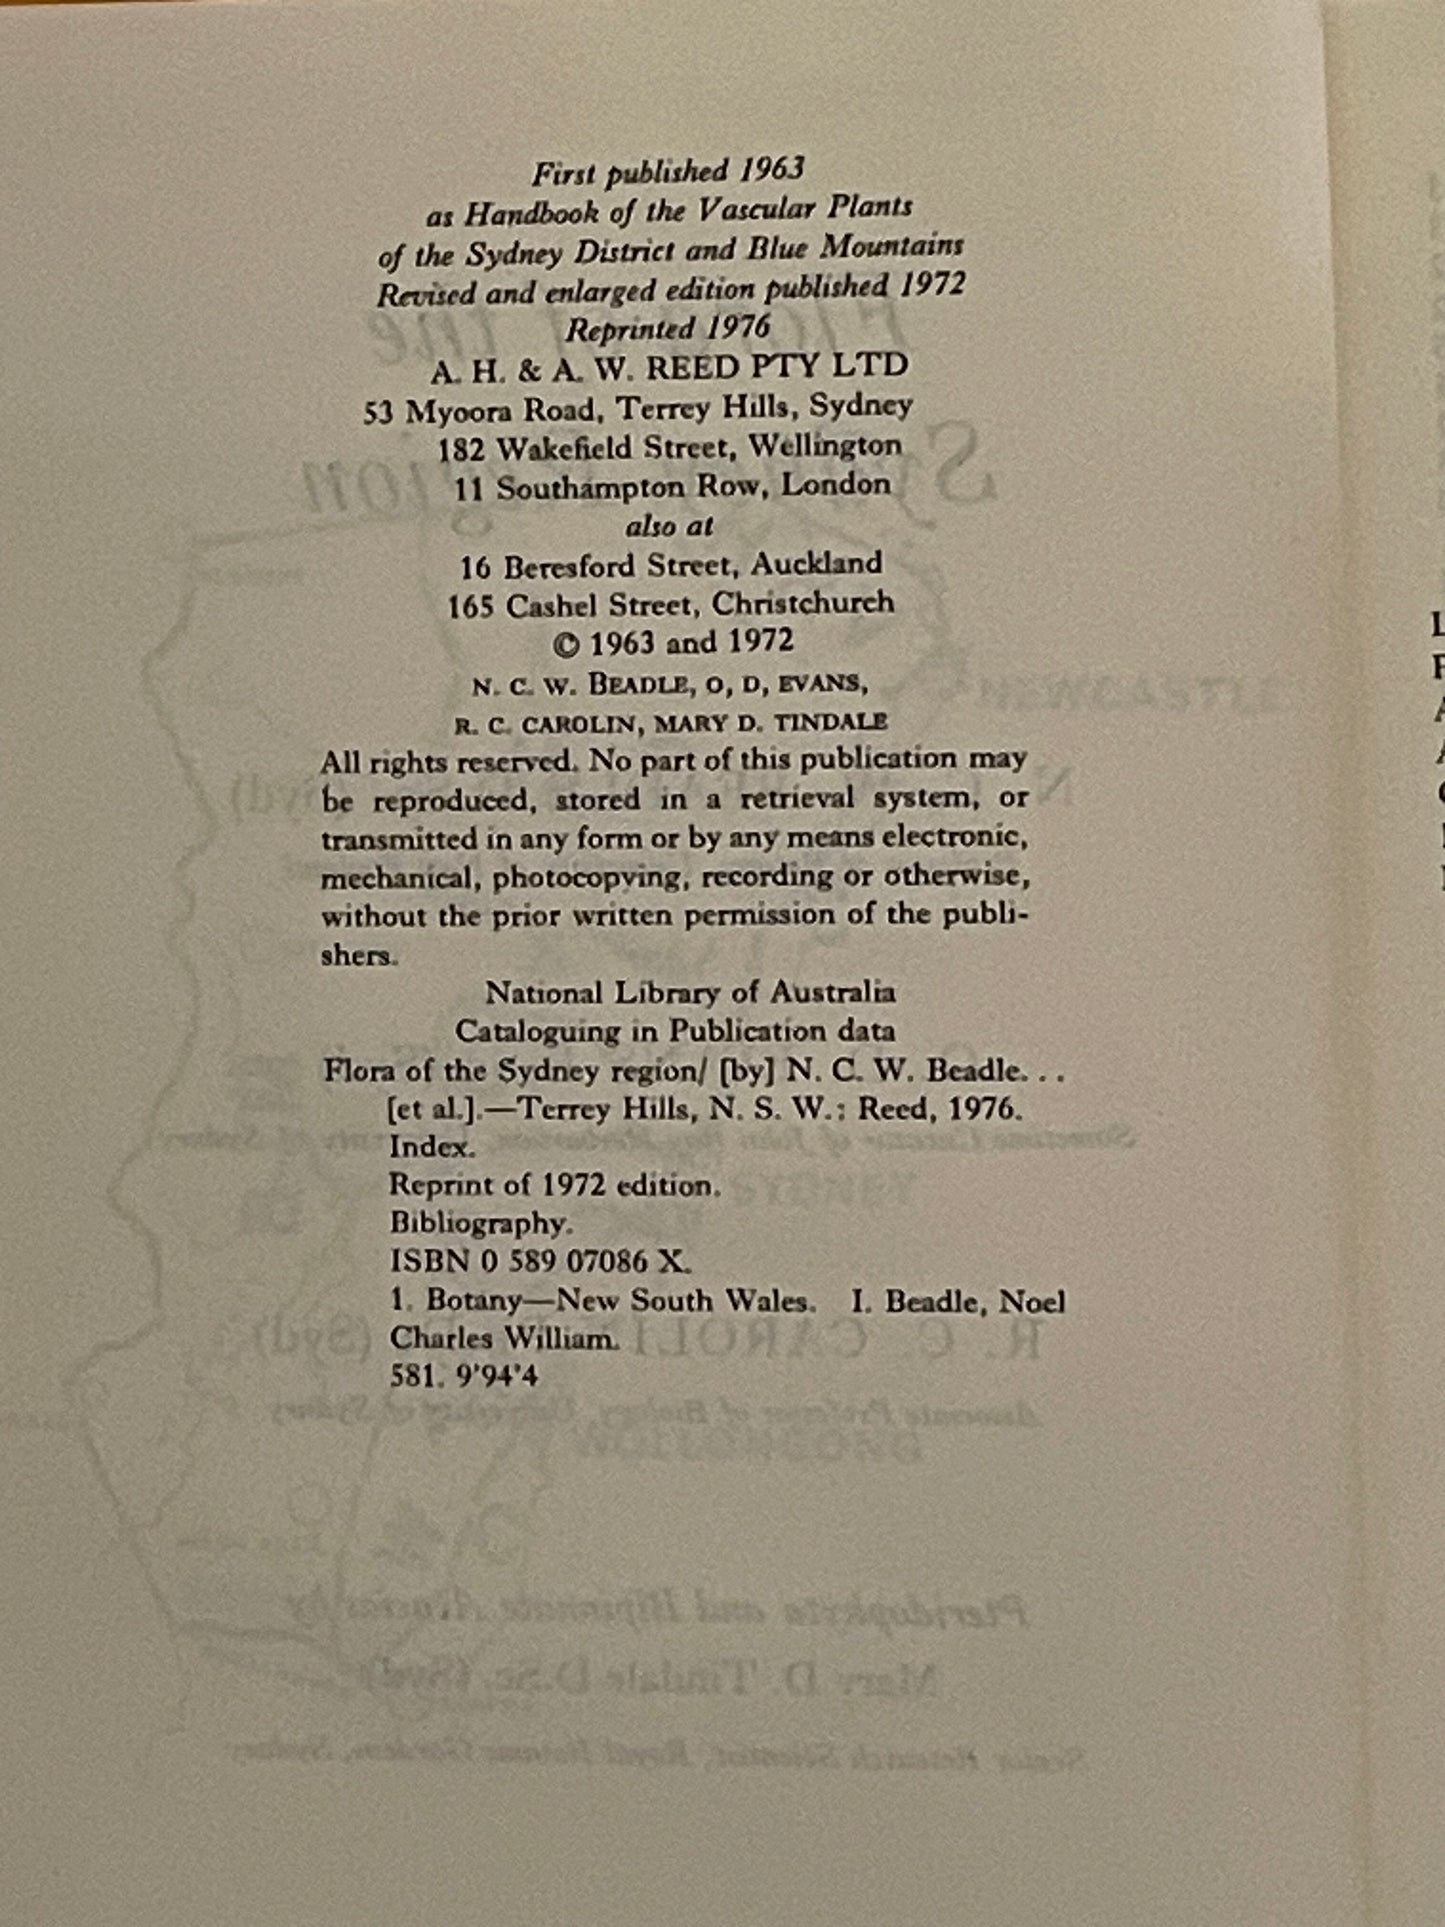 First published 1963
as Handbook of the Vascular Plants
of the Sydney District and Blue Mountains
Revised and enlarged edition published 1972
Reprinted 1976
A. H. & A. W. REED PTY LTD
53 Myoora Road, Terrey Hills, Sydney
182 Wakefield Street, Wellington
11 Southampton Row, London
also at
16 Beresford Street, Auckland
165 Cashel Street, Christchurch
© 1963 and 1972
N. C. W. BEADLE, O, D, EVANS,
R. C. CAROLIN, MARY D. TINDALE
All rights reserved. No part of this publication may
be reproduced, stored in a retrieval system, or
transmitted in any form or by any means electronic,
mechanical, photocopying, recording or otherwise,
without the prior written permission of the publi-
shers.
National Library of Australia
Cataloguing in Publication data
Flora of the Sydney region/ [by] N. C. W. Beadle. . .
[et al.].—Terrey Hills, N. S. W.: Reed, 1976.
Index.
Reprint of 1972 edition.
Bibliography.
ISBN 0 589 07086 X.
1. Botany—New South Wales. I. Beadle, Noel
Charles William.
581. 9'94'4